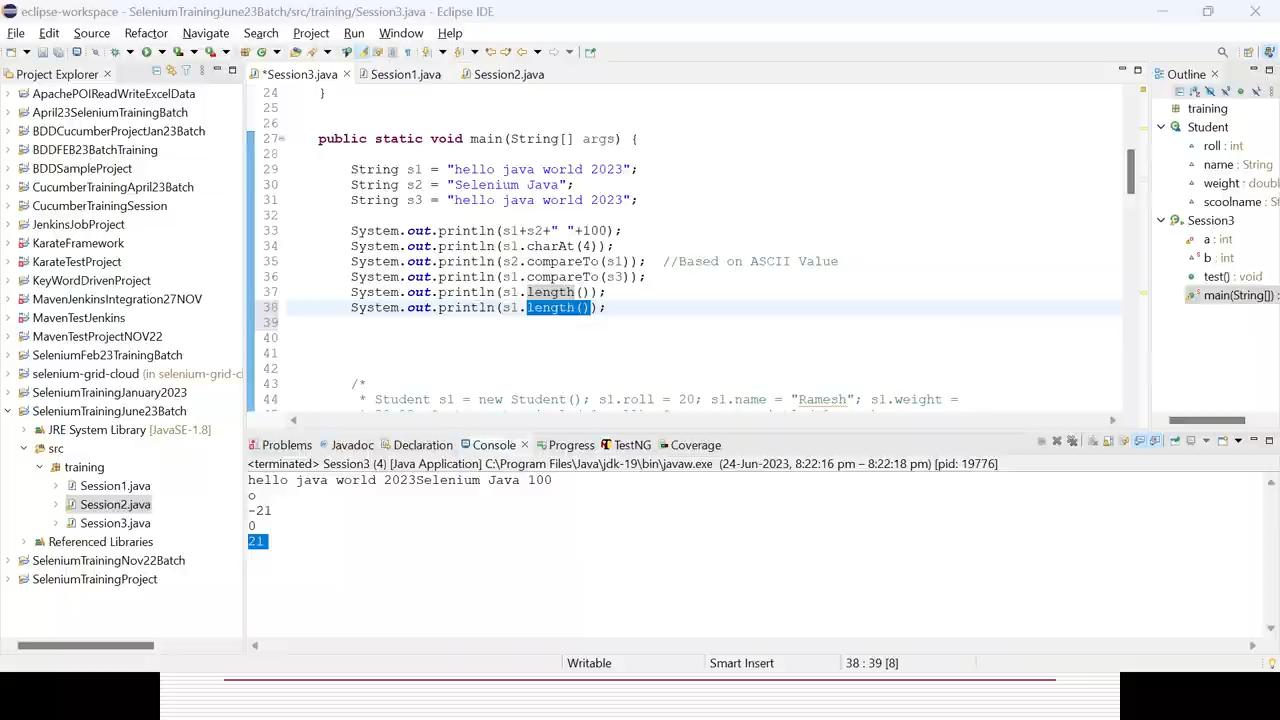 eclipse-workspace - SeleniumTrainingJune23Batch/src/training/Session3.java - Eclipse IDE
File Edit Source Refactor Navigate Search Project Run Window Help
Project Explorer
*Session3.java Session1.java Session2.java
Outline
ApachePOIReadWriteExcelData
April23SeleniumTrainingBatch
BDDCucumberProjectJan23Batch
BDDFEB23BatchTraining
BDDSampleProject
CucumberTrainingApril23Batch
CucumberTrainingSession
JenkinsJobProject
KarateFramework
KarateTestProject
KeyWordDrivenProject
MavenJenkinsIntegration27NOV
MavenTestJenkins
MavenTestProjectNOV22
SeleniumFeb23TrainingBatch
selenium-grid-cloud (in selenium-grid-cl
SeleniumTrainingJanuary2023
SeleniumTrainingJune23Batch
JRE System Library [JavaSE-1.8]
src
training
Session1.java
Session2.java
Session3.java
Referenced Libraries
SeleniumTrainingNov22Batch
SeleniumTrainingProject
24 }
25
26
27 public static void main(String[] args) {
28
29 String s1 = "hello java world 2023";
30 String s2 = "Selenium Java";
31 String s3 = "hello java world 2023";
32
33 System.out.println(s1+s2+" "+100);
34 System.out.println(s1.charAt(4));
35 System.out.println(s2.compareTo(s1)); //Based on ASCII Value
36 System.out.println(s1.compareTo(s3));
37 System.out.println(s1.length());
38 System.out.println(s1.length());
39
40
41
42
43 /*
44 * Student s1 = new Student(); s1.roll = 20; s1.name = "Ramesh"; s1.weight =
training
Student
roll : int
name : String
weight : double
scoolname : St
Session3
a : int
b : int
test() : void
main(String[]) :
Problems Javadoc Declaration Console Progress TestNG Coverage
<terminated> Session3 (4) [Java Application] C:\Program Files\Java\jdk-19\bin\javaw.exe (24-Jun-2023, 8:22:16 pm – 8:22:18 pm) [pid: 19776]
hello java world 2023Selenium Java 100
o
-21
0
21
Writable Smart Insert 38 : 39 [8]